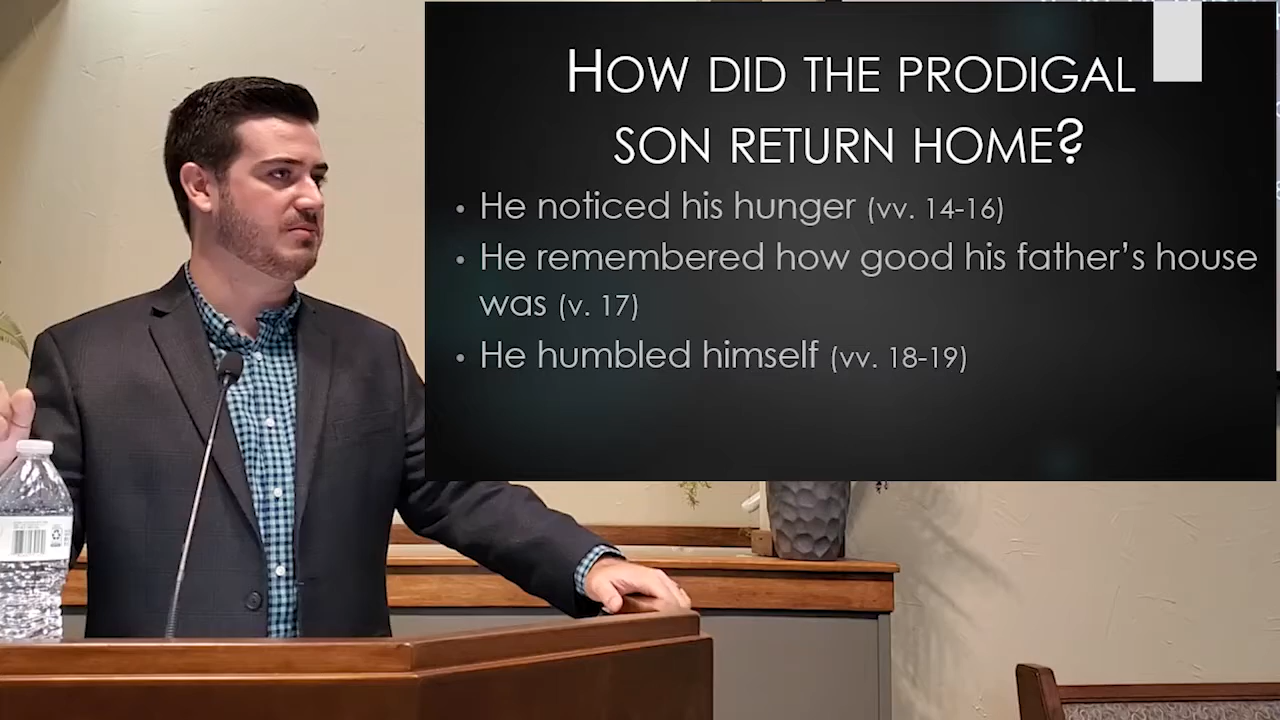 HOW DID THE PRODIGAL
SON RETURN HOME?
• He noticed his hunger (vv. 14-16)
• He remembered how good his father's house
was (v. 17)
• He humbled himself (vv. 18-19)